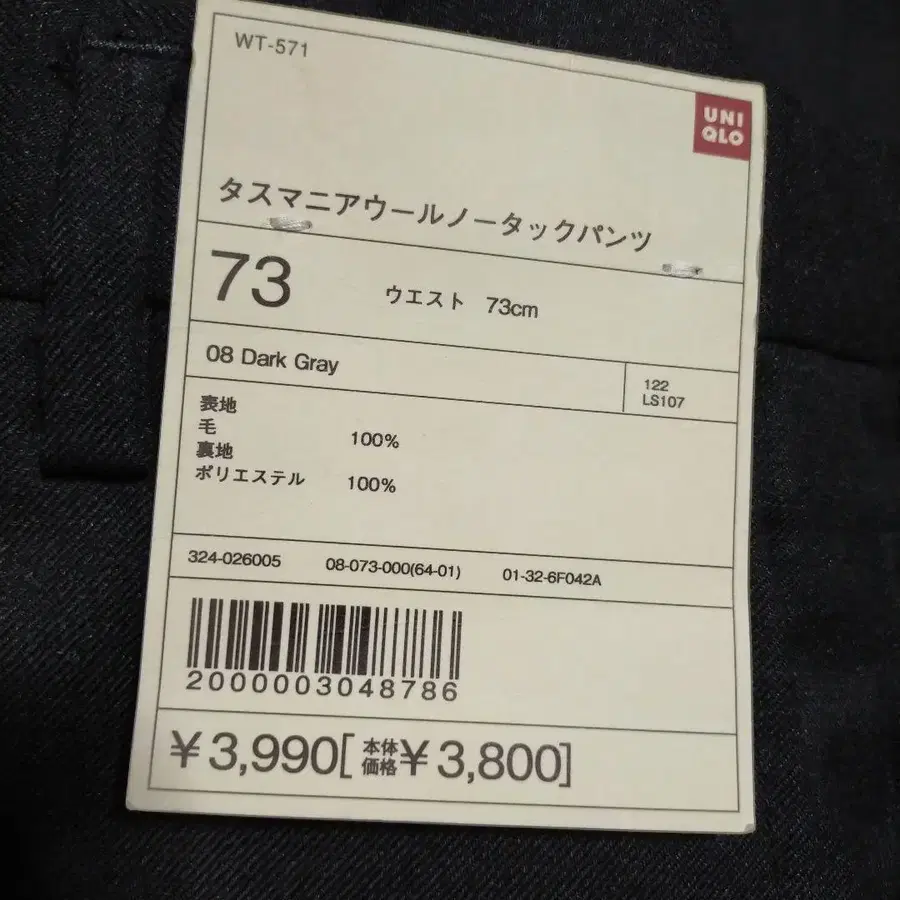 WT-571
UNI
QLO
タスマニアウールノータックパンツ
73 ウエスト 73cm
08 Dark Gray
122
LS107
表地
毛 100%
裏地
ポリエステル 100%
324-026005 08-073-000(64-01) 01-32-6F042A
2000003048786
¥3,990[本体価格¥3,800]